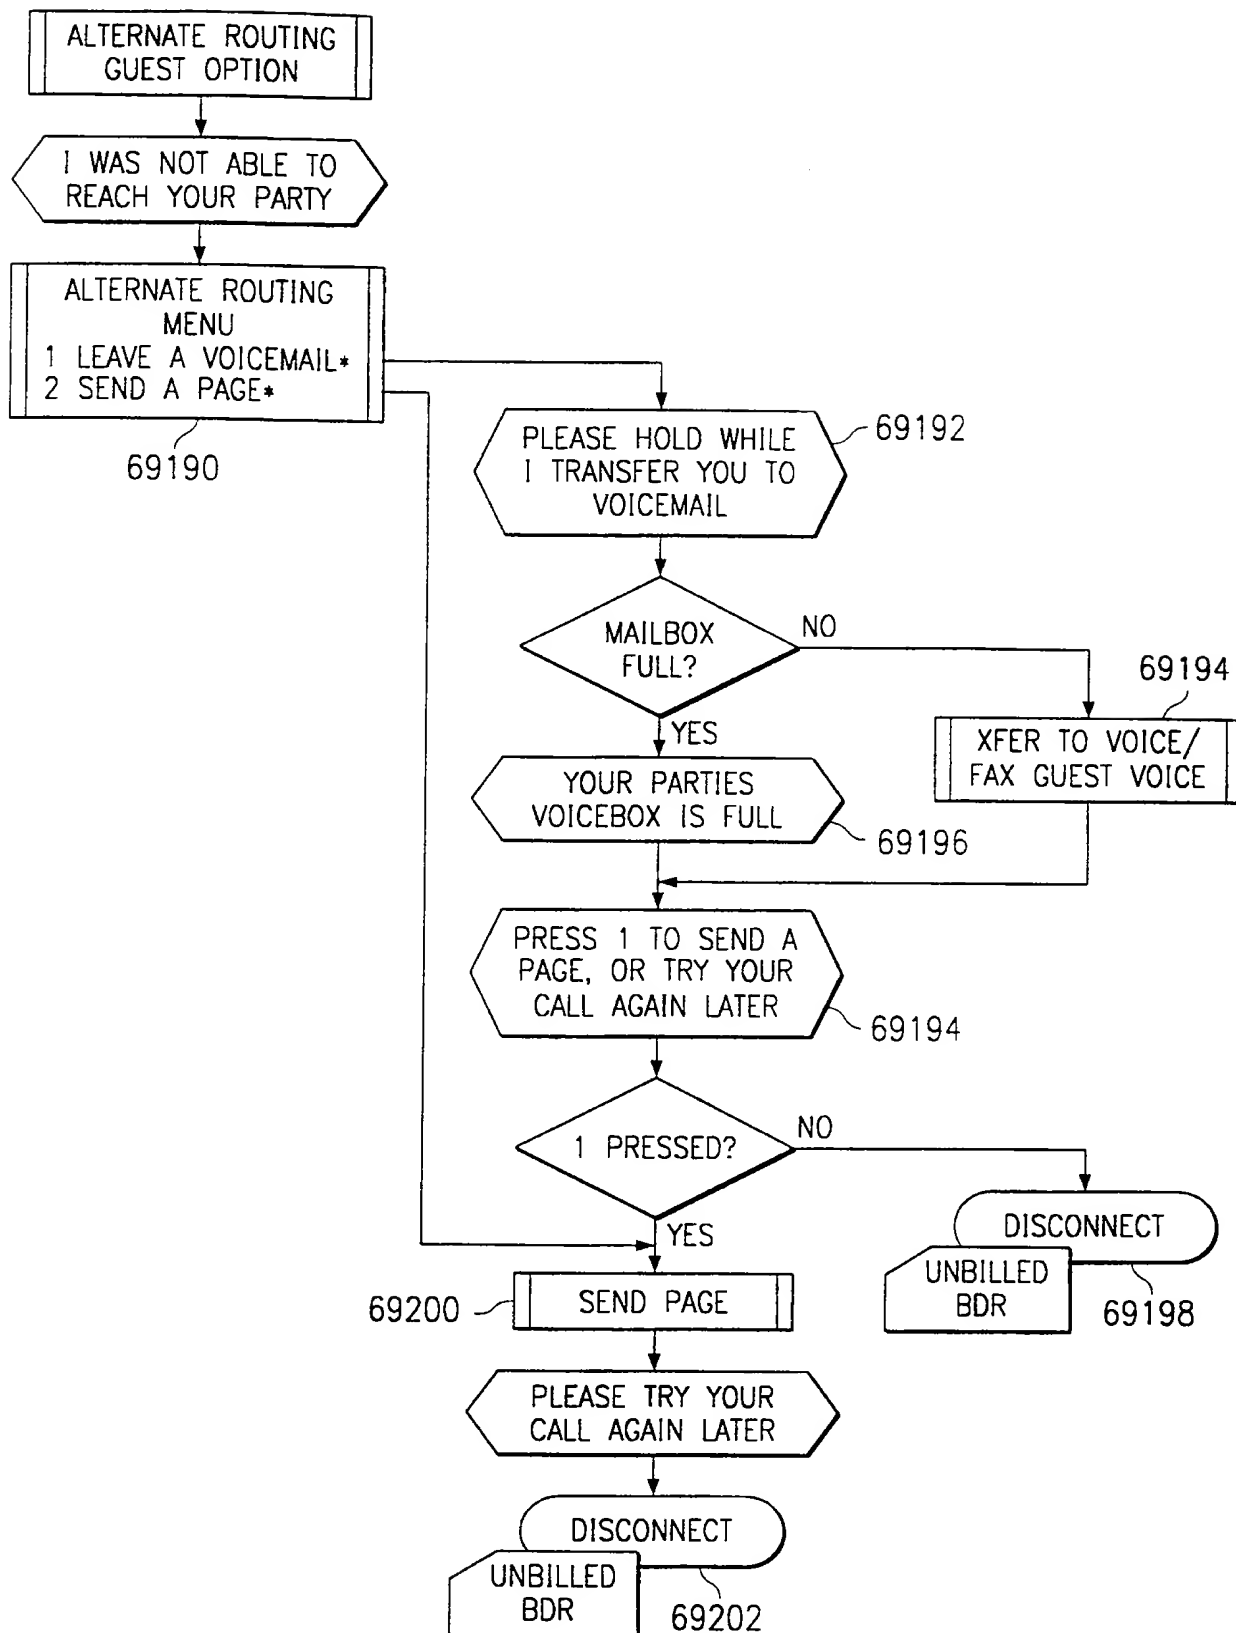 ALTERNATE ROUTING
GUEST OPTION
I WAS NOT ABLE TO
REACH YOUR PARTY
ALTERNATE ROUTING
MENU
1 LEAVE A VOICEMAIL*
2 SEND A PAGE*
69190
PLEASE HOLD WHILE
I TRANSFER YOU TO
VOICEMAIL
69192
MAILBOX
FULL?
NO
YES
69194
XFER TO VOICE/
FAX GUEST VOICE
YOUR PARTIES
VOICEBOX IS FULL
69196
PRESS 1 TO SEND A
PAGE, OR TRY YOUR
CALL AGAIN LATER
69194
1 PRESSED?
NO
YES
DISCONNECT
UNBILLED
BDR
69198
69200
SEND PAGE
PLEASE TRY YOUR
CALL AGAIN LATER
DISCONNECT
UNBILLED
BDR
69202